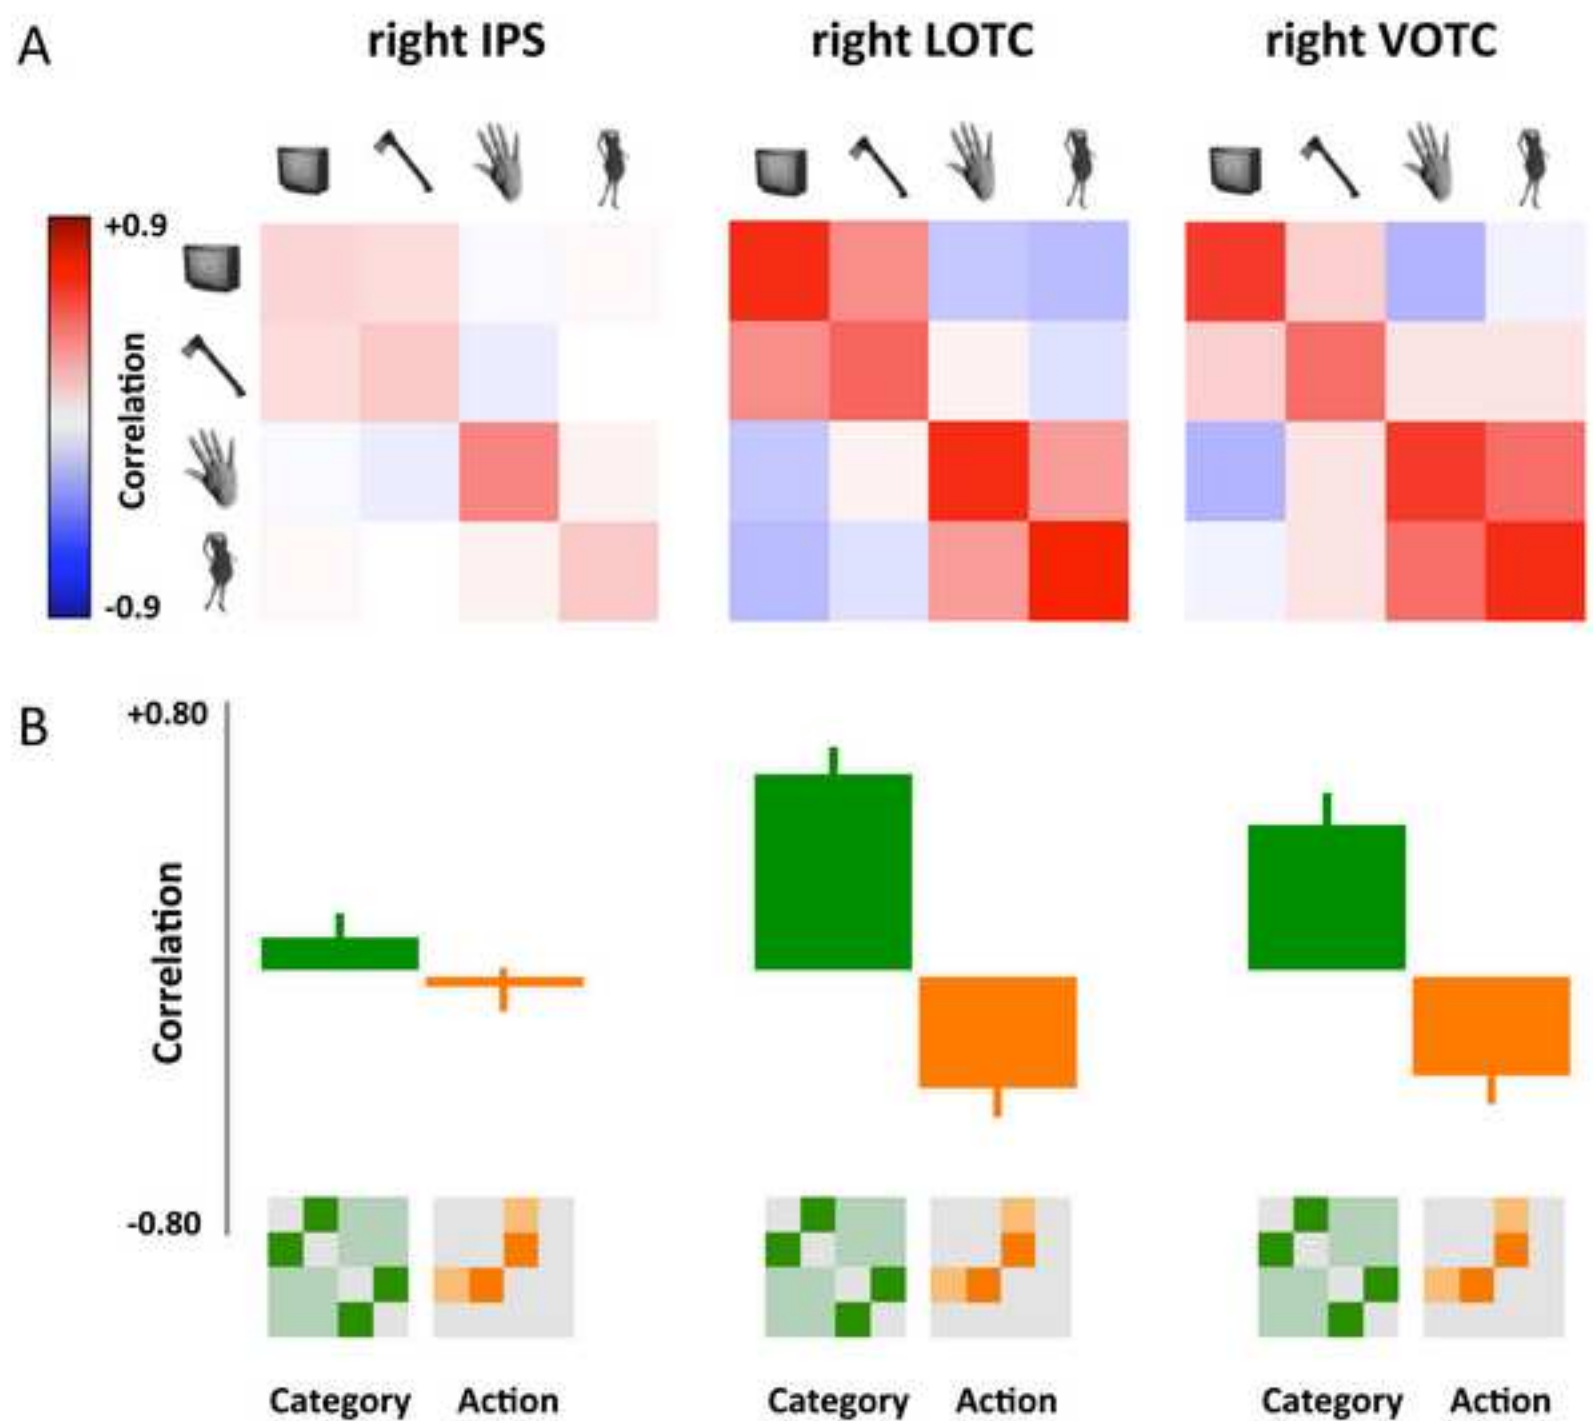 A
right IPS
right LOTC
right VOTC
+0.9
Correlation
-0.9
B
+0.80
Correlation
-0.80
Category Action
Category Action
Category Action